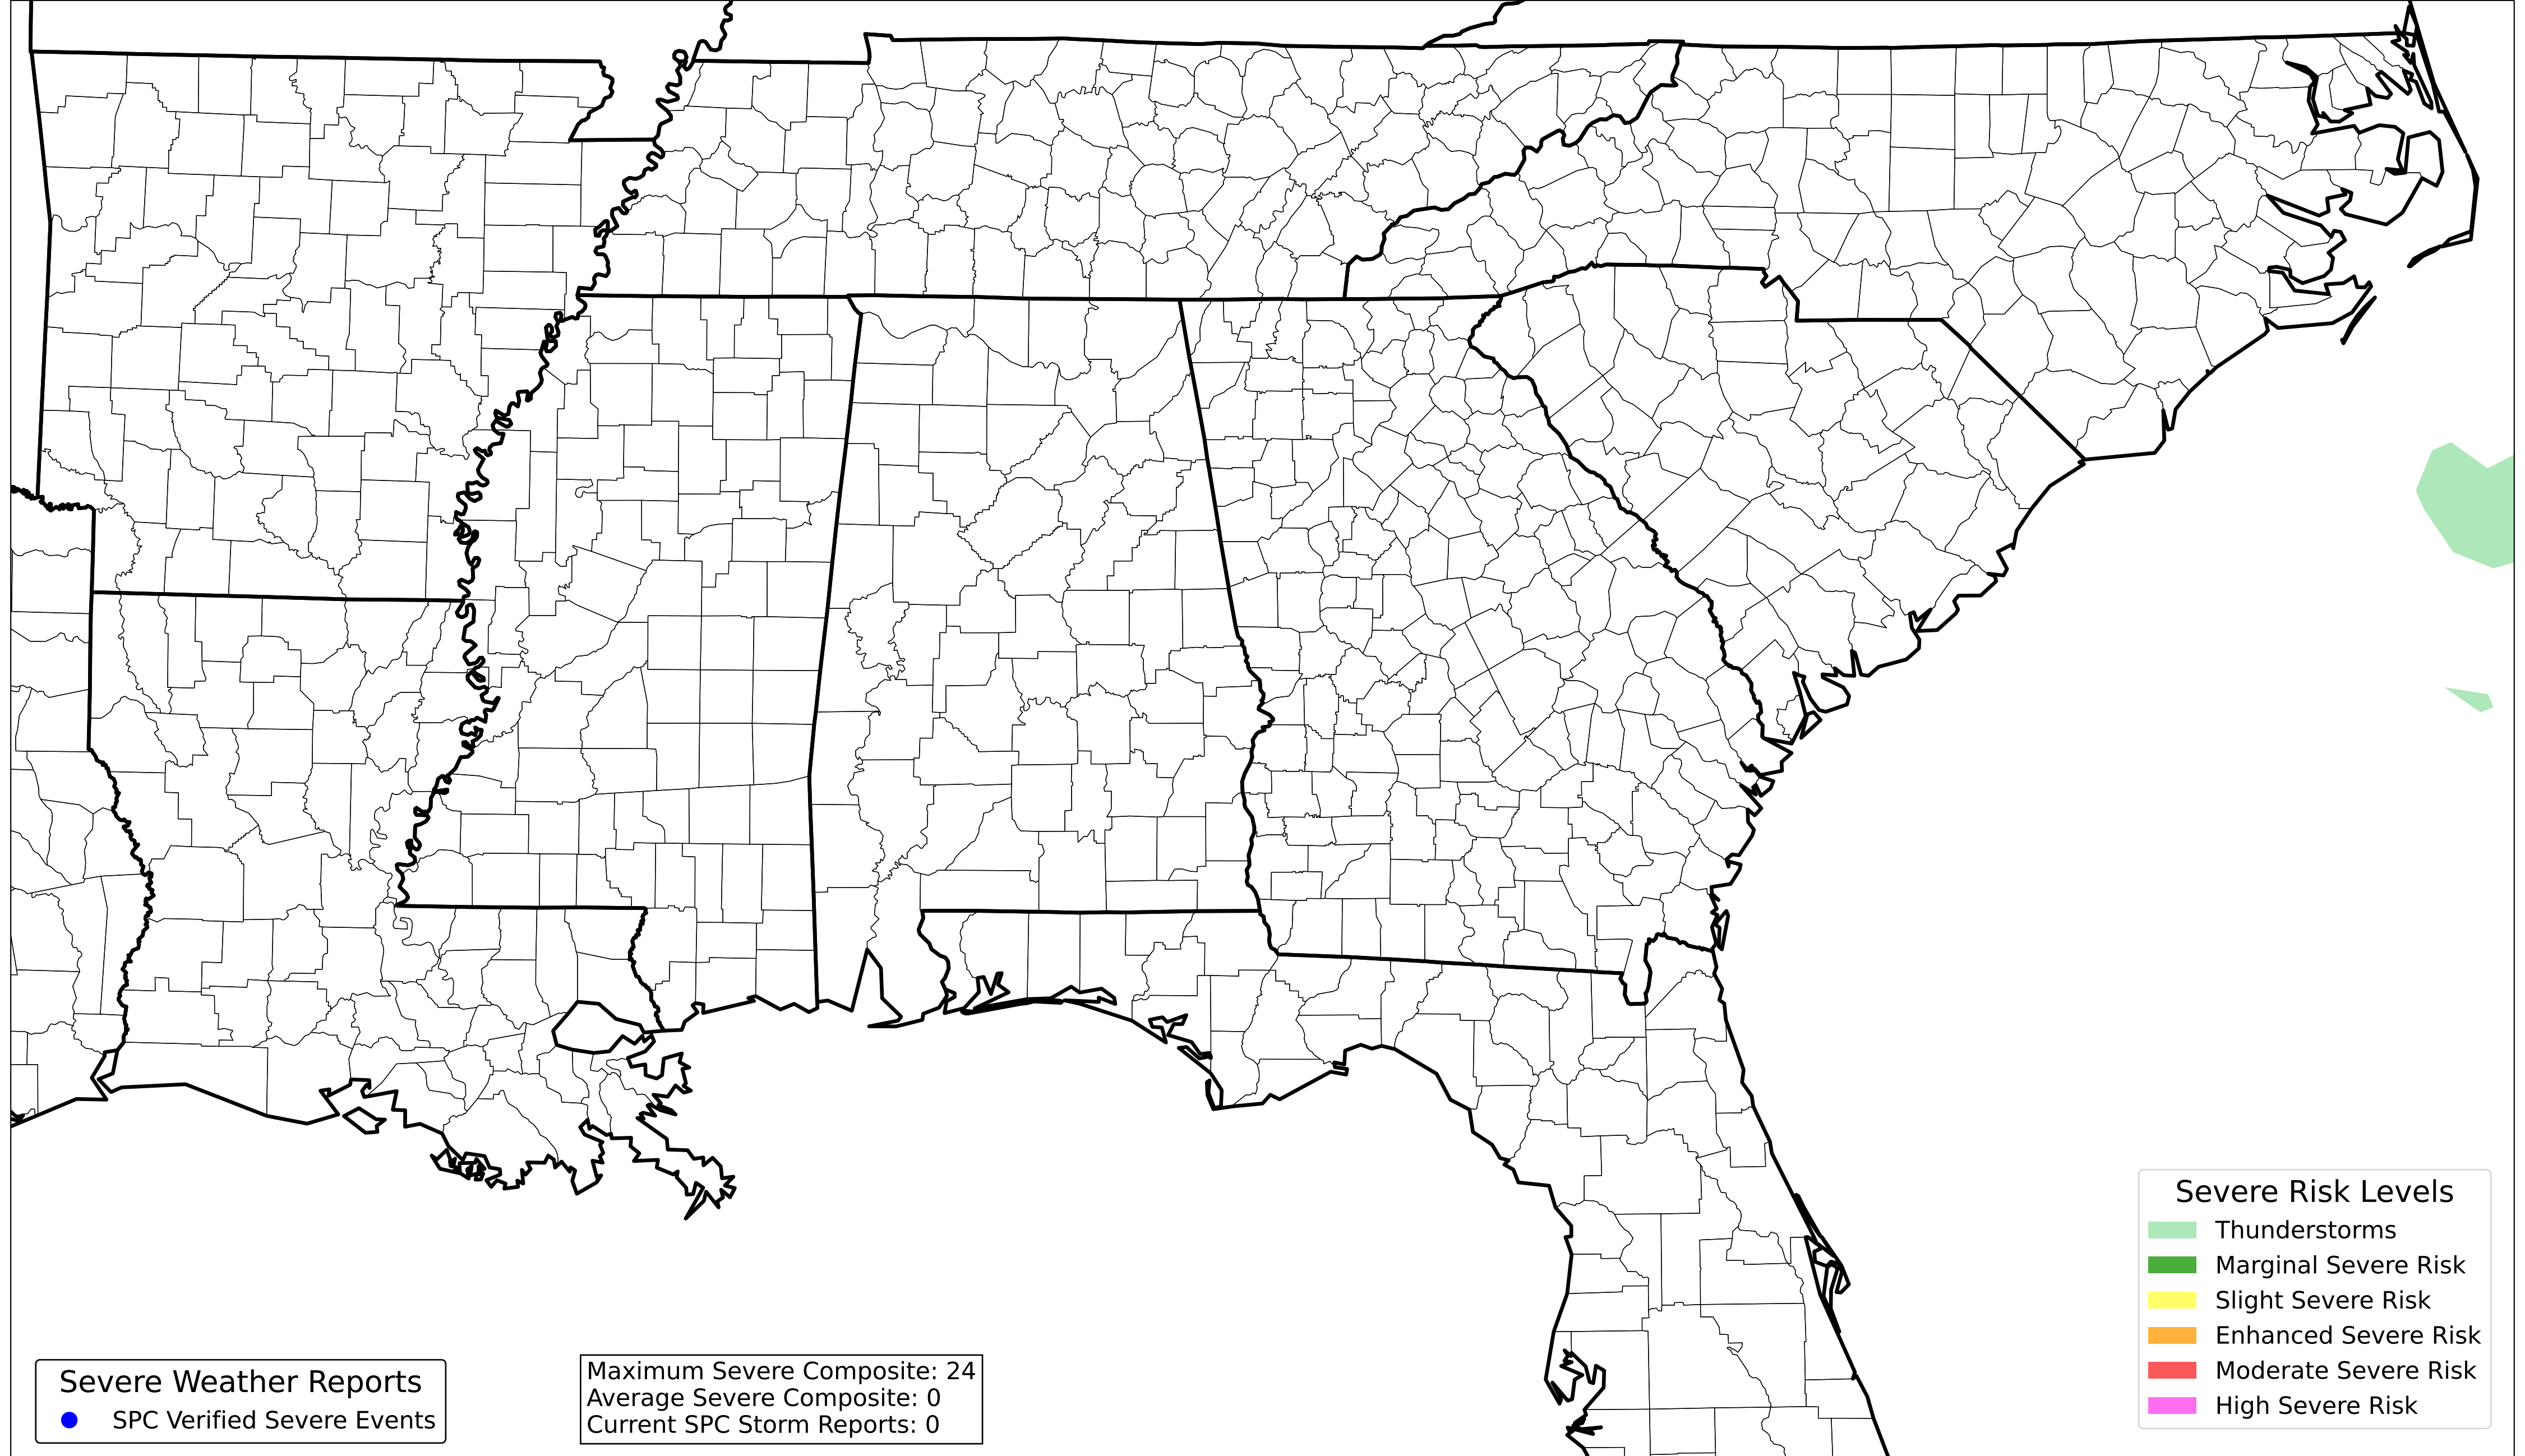 Severe Risk Levels
Thunderstorms
Marginal Severe Risk
Slight Severe Risk
Enhanced Severe Risk
Moderate Severe Risk
High Severe Risk
Severe Weather Reports
SPC Verified Severe Events
Maximum Severe Composite: 24
Average Severe Composite: 0
Current SPC Storm Reports: 0